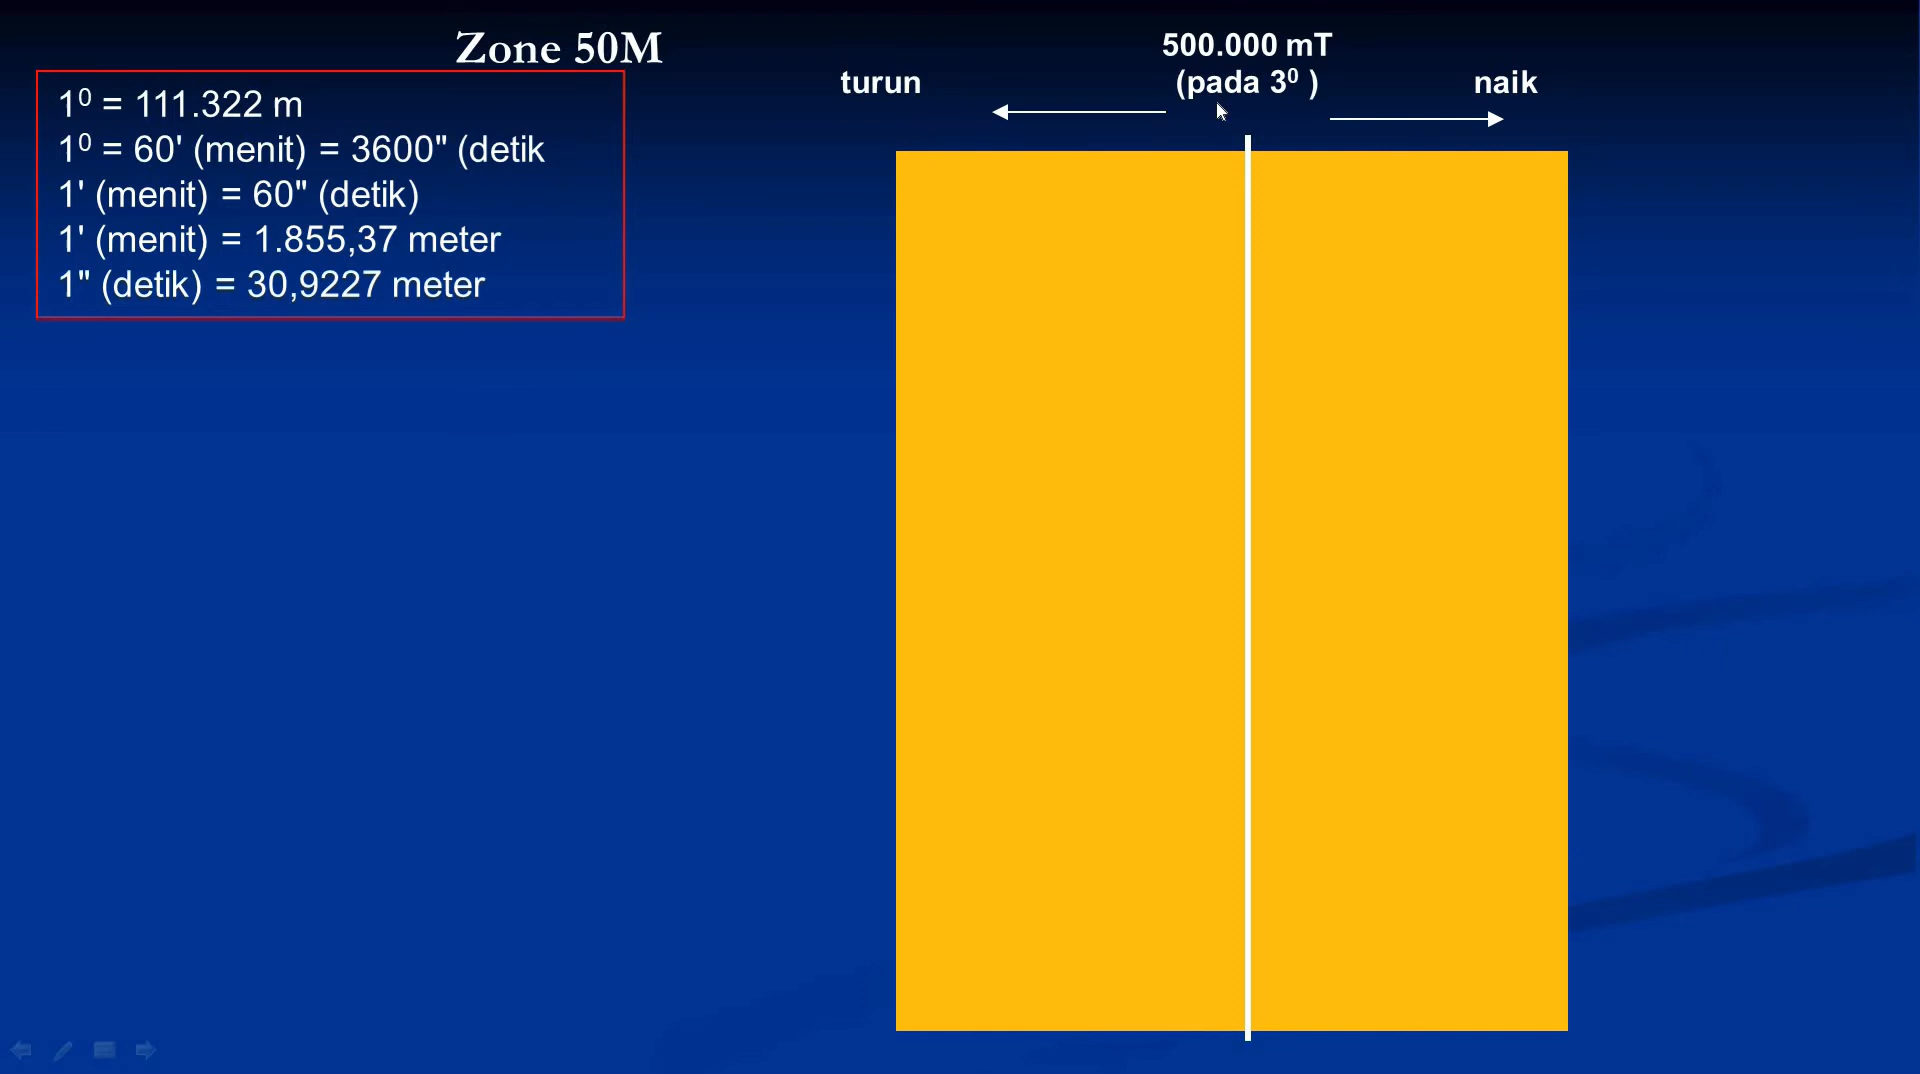 Zone 50M
1⁰ = 111.322 m
1⁰ = 60' (menit) = 3600" (detik
1' (menit) = 60" (detik)
1' (menit) = 1.855,37 meter
1" (detik) = 30,9227 meter
500.000 mT
turun
(pada 3⁰ )
naik